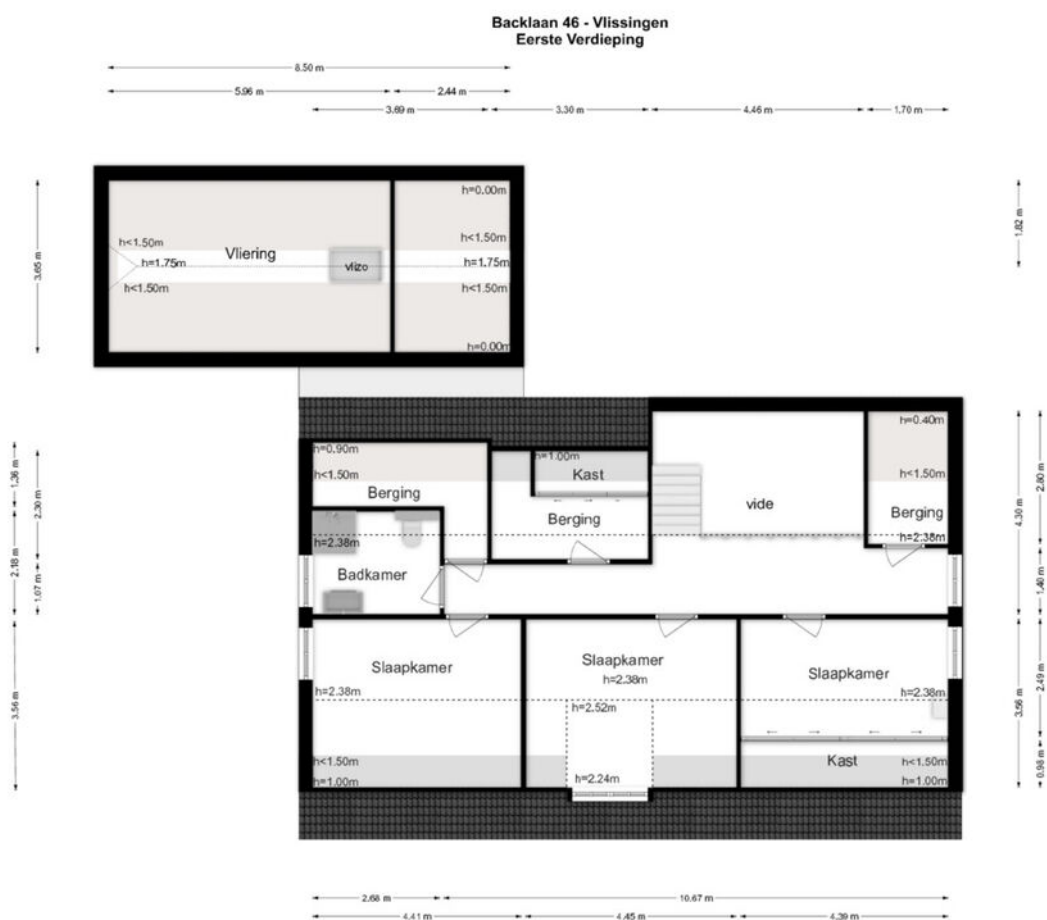 Backlaan 46 - Vlissingen
Eerste Verdieping
8.50 m
5.96 m
2.44 m
3.69 m
3.30 m
4.46 m
1.70 m
3.65 m
1.82 m
h=0.00m
h<1.50m
h<1.50m
Vliering
vlizo
h=1.75m
h=1.75m
h<1.50m
h<1.50m
h=0.00m
h=0.90m
h=1.00m
h=0.40m
h<1.50m
Kast
h<1.50m
Berging
Berging
vide
Berging
h=2.38m
h=2.38m
Badkamer
1.36 m
2.30 m
2.18 m
1.07 m
3.56 m
4.30 m
2.80 m
1.40 m
3.56 m
2.49 m
0.98 m
Slaapkamer
Slaapkamer
Slaapkamer
h=2.38m
h=2.38m
h=2.38m
h=2.52m
h<1.50m
Kast
h<1.50m
h=1.00m
h=2.24m
h=1.00m
2.68 m
10.67 m
4.41 m
4.45 m
4.39 m